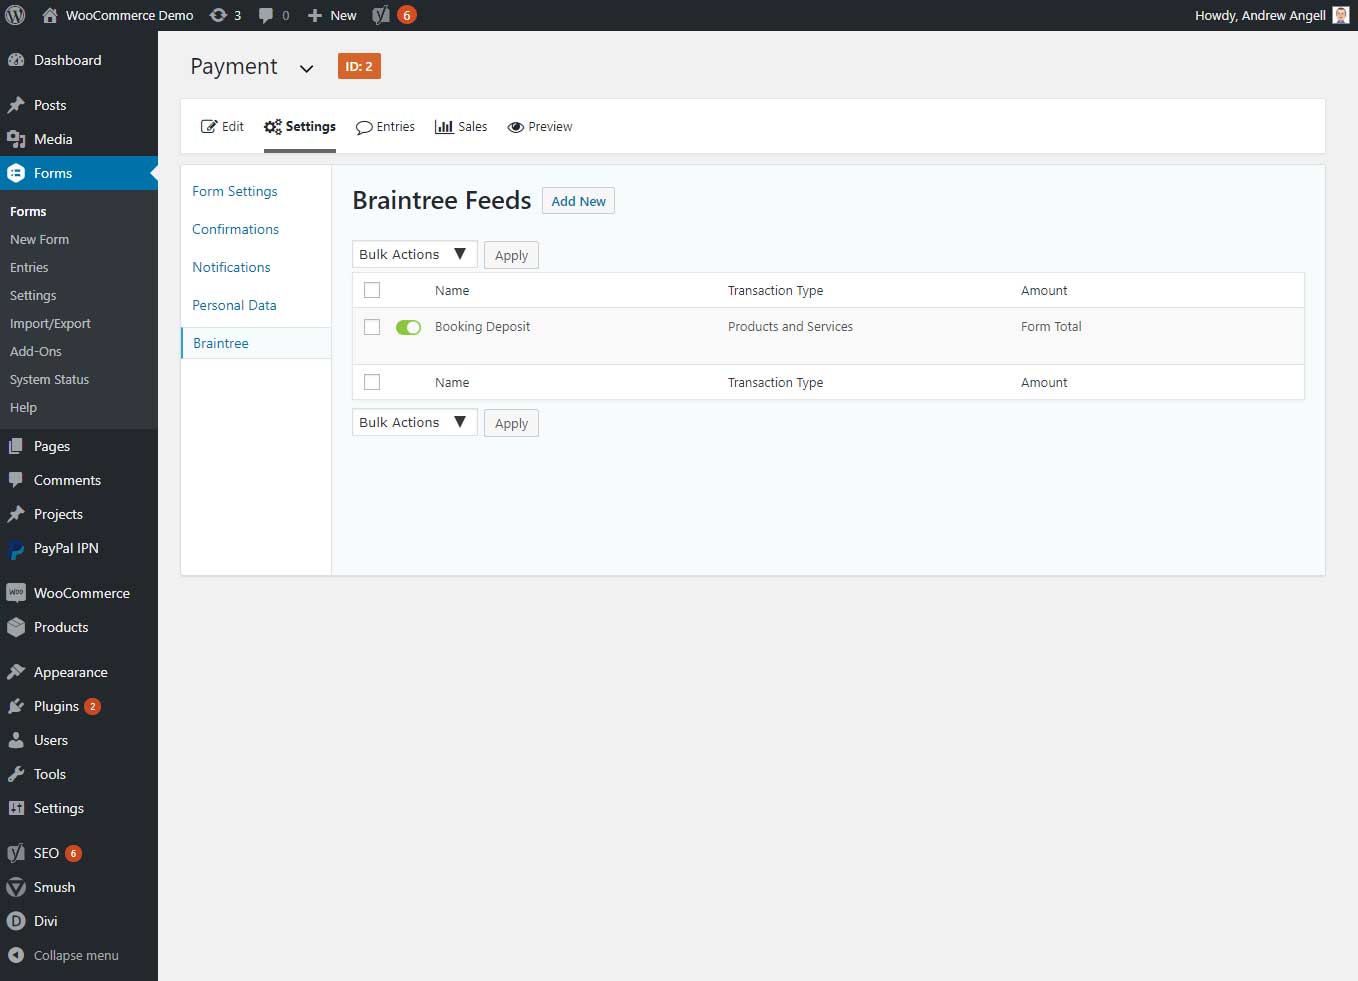 WooCommerce Demo 3 0 New 6 Howdy, Andrew Angell
Dashboard
Posts
Media
Forms
Forms
New Form
Entries
Settings
Import/Export
Add-Ons
System Status
Help
Pages
Comments
Projects
PayPal IPN
WooCommerce
Products
Appearance
Plugins 2
Users
Tools
Settings
SEO 6
Smush
Divi
Collapse menu
Payment ID: 2
Edit Settings Entries Sales Preview
Form Settings
Confirmations
Notifications
Personal Data
Braintree
Braintree Feeds Add New
Bulk Actions Apply
Name Transaction Type Amount
Booking Deposit Products and Services Form Total
Name Transaction Type Amount
Bulk Actions Apply